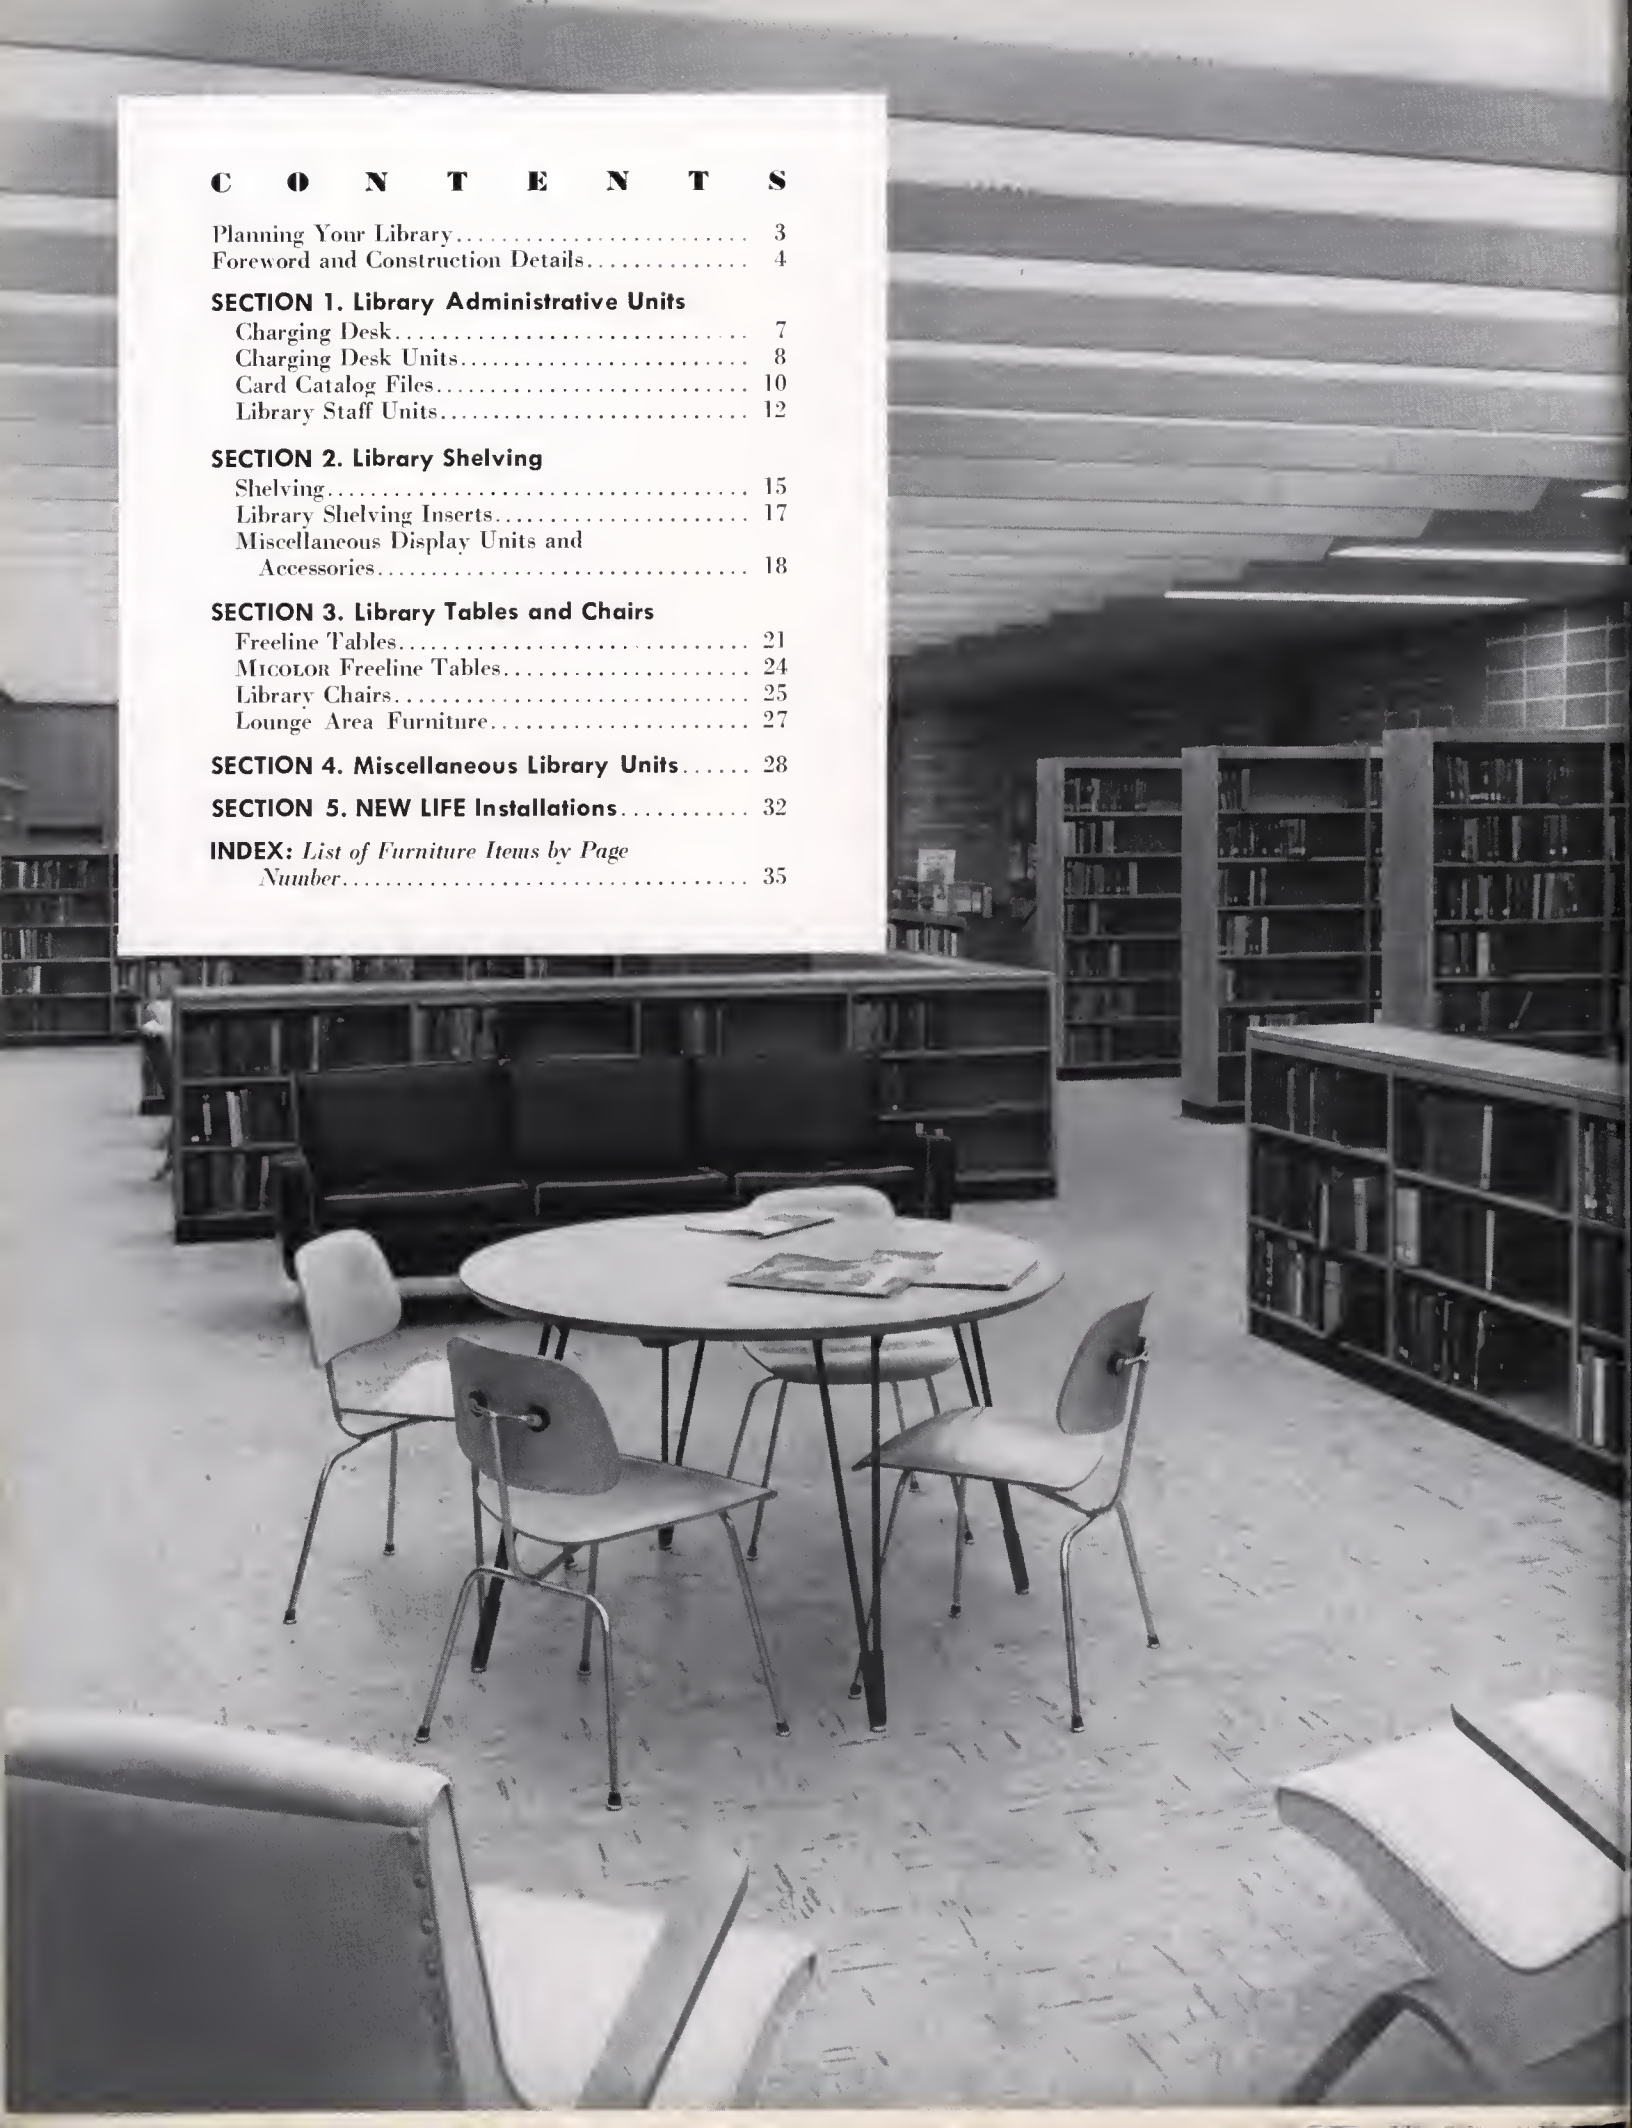 CONTENTS
Planning Your Library........................ 3
Foreword and Construction Details.............. 4
SECTION 1. Library Administrative Units
Charging Desk............................. 7
Charging Desk Units........................ 8
Card Catalog Files.......................... 10
Library Staff Units.......................... 12
SECTION 2. Library Shelving
Shelving................................... 15
Library Shelving Inserts...................... 17
Miscellaneous Display Units and
Accessories................................ 18
SECTION 3. Library Tables and Chairs
Freeline Tables............................. 21
MICOLOR Freeline Tables..................... 24
Library Chairs.............................. 25
Lounge Area Furniture...................... 27
SECTION 4. Miscellaneous Library Units...... 28
SECTION 5. NEW LIFE Installations........... 32
INDEX: List of Furniture Items by Page
Number................................... 35